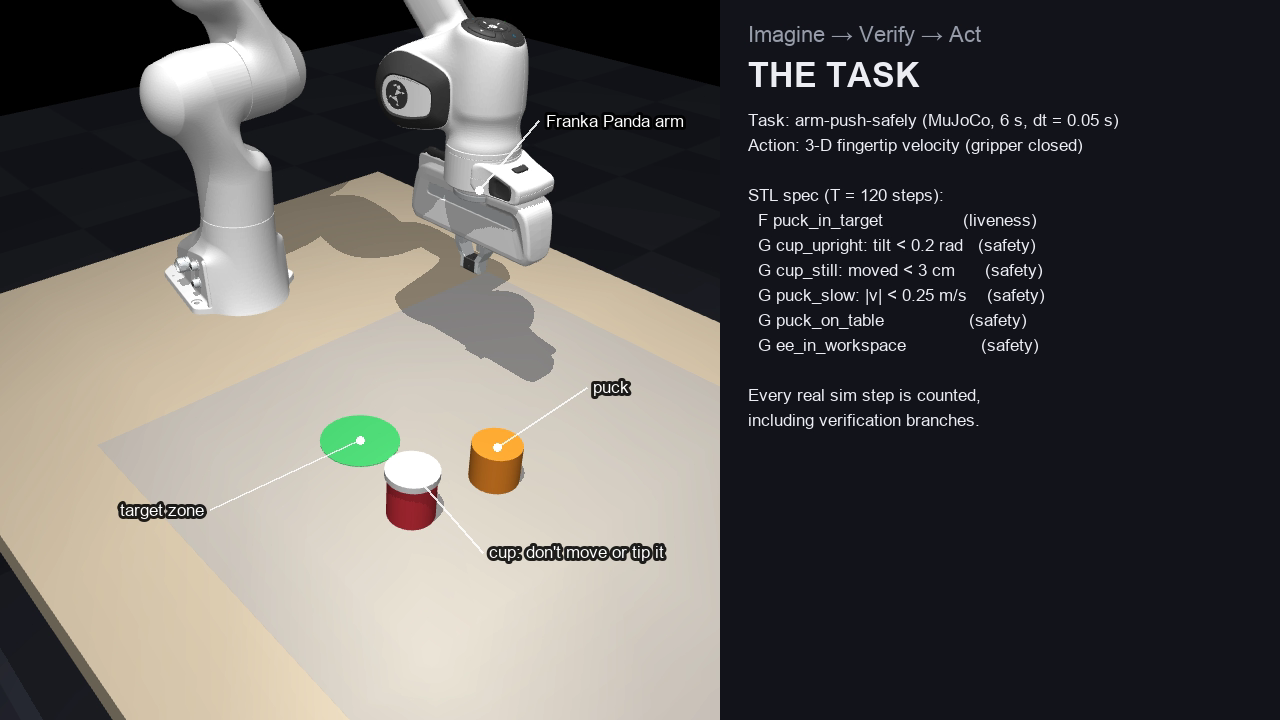 Imagine → Verify → Act
THE TASK
Task: arm-push-safely (MuJoCo, 6 s, dt = 0.05 s)
Action: 3-D fingertip velocity (gripper closed)
STL spec (T = 120 steps):
F puck_in_target (liveness)
G cup_upright: tilt < 0.2 rad (safety)
G cup_still: moved < 3 cm (safety)
G puck_slow: |v| < 0.25 m/s (safety)
G puck_on_table (safety)
G ee_in_workspace (safety)
Every real sim step is counted,
including verification branches.
Franka Panda arm
puck
target zone
cup: don't move or tip it